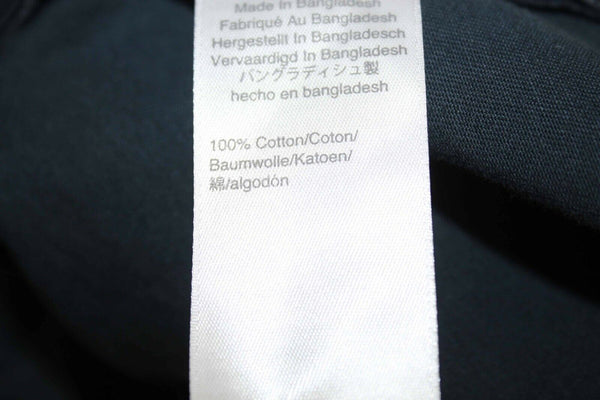 Made In Bangladesh
Fabriqué Au Bangladesh
Hergestellt In Bangladesch
Vervaardigd In Bangladesh
バングラディシュ製
hecho en bangladesh
100% Cotton/Coton/
Baumwolle/Katoen/
綿/algodón